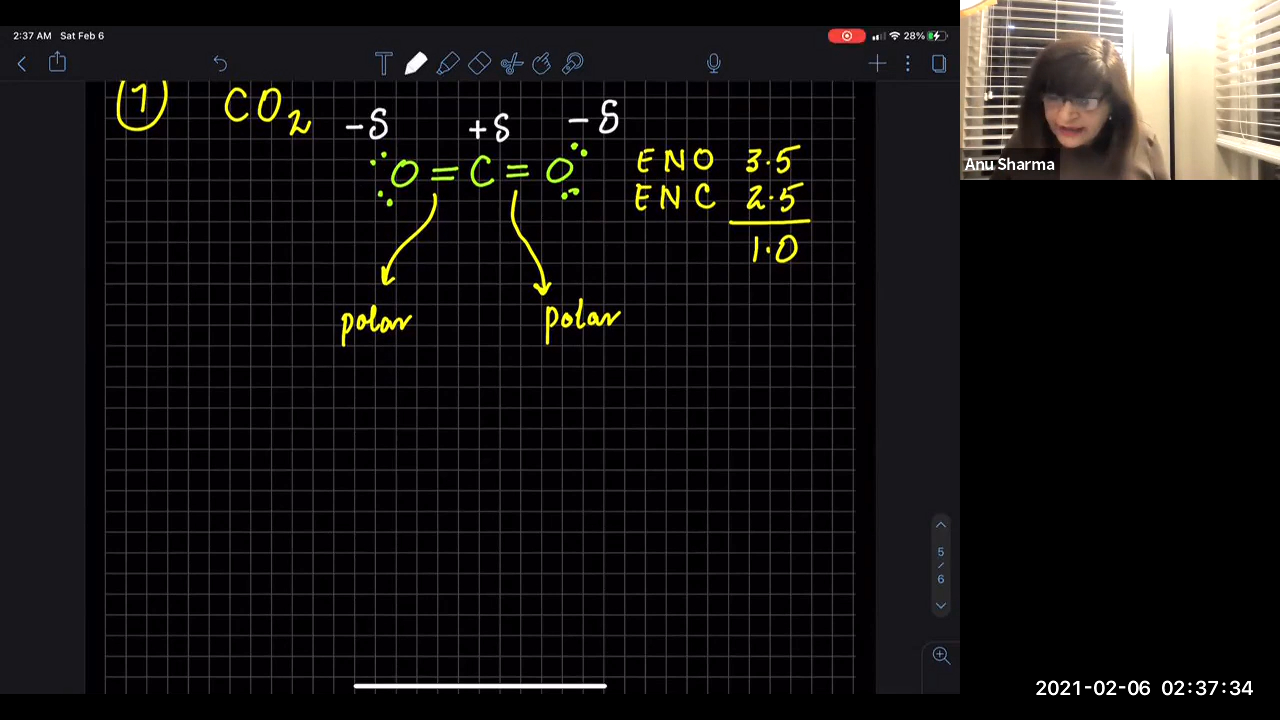 2:37 AM Sat Feb 6
28%
T
1 CO2
-δ +δ -δ
O = C = O
ENO 3.5
ENC 2.5
1.0
polar polar
Anu Sharma
5
/
6
2021-02-06 02:37:34